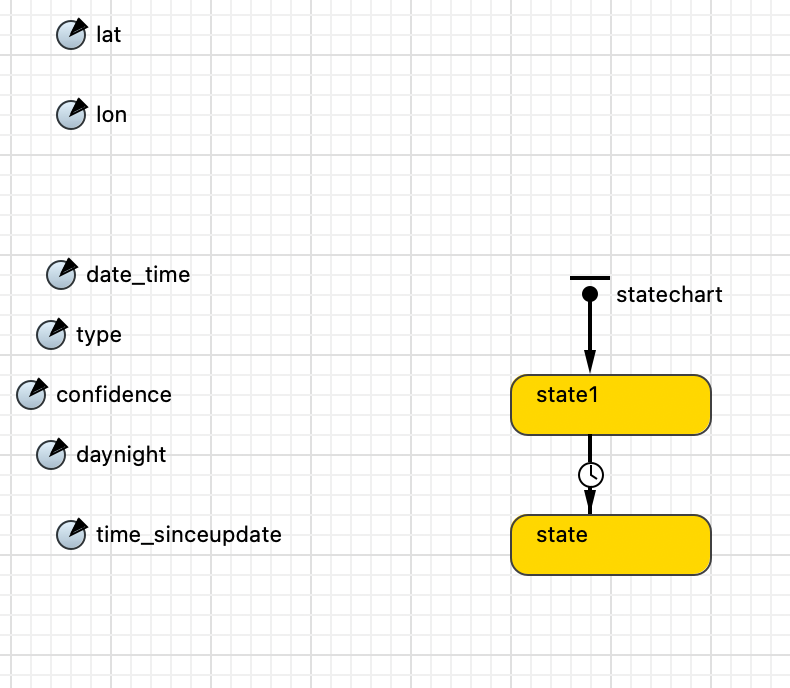 lat
lon
date_time
statechart
type
confidence
state1
daynight
time_sinceupdate
state